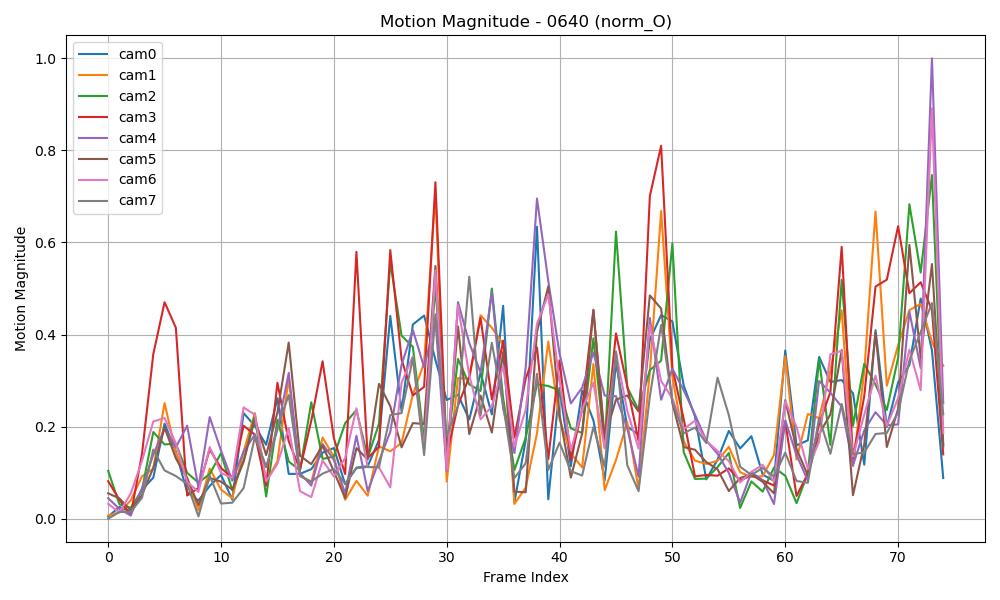 Motion Magnitude - 0640 (norm_O)
cam0
cam1
cam2
cam3
cam4
cam5
cam6
cam7
Motion Magnitude
1.0
0.8
0.6
0.4
0.2
0.0
0 10 20 30 40 50 60 70
Frame Index